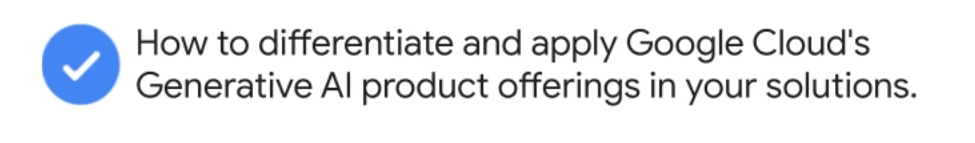 How to differentiate and apply Google Cloud's
Generative AI product offerings in your solutions.